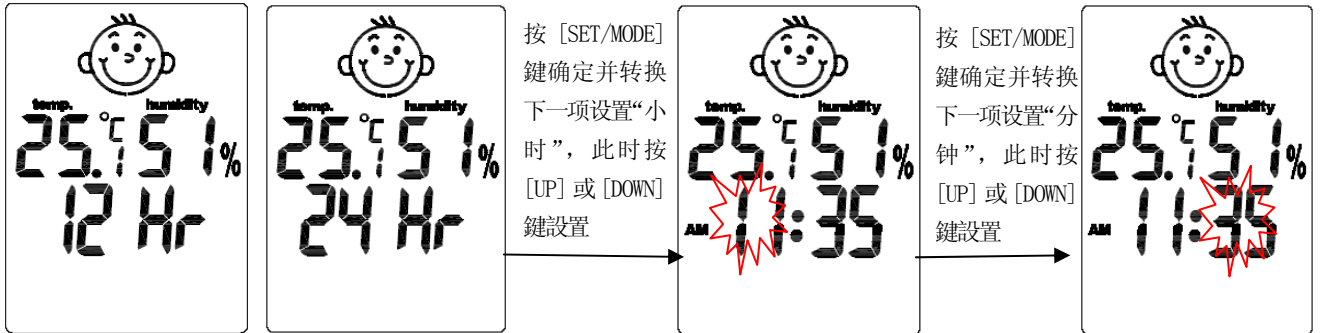 temp. humidity
25.1℃ 51%
12 Hr
temp. humidity
25.1℃ 51%
24 Hr
按 [SET/MODE]
鍵确定并转换
下一项设置“小
时”，此时按
[UP] 或 [DOWN]
鍵設置
temp. humidity
25.1℃ 51%
AM 11:35
按 [SET/MODE]
鍵确定并转换
下一项设置“分
钟”，此时按
[UP] 或 [DOWN]
鍵設置
temp. humidity
25.1℃ 51%
AM 11:35